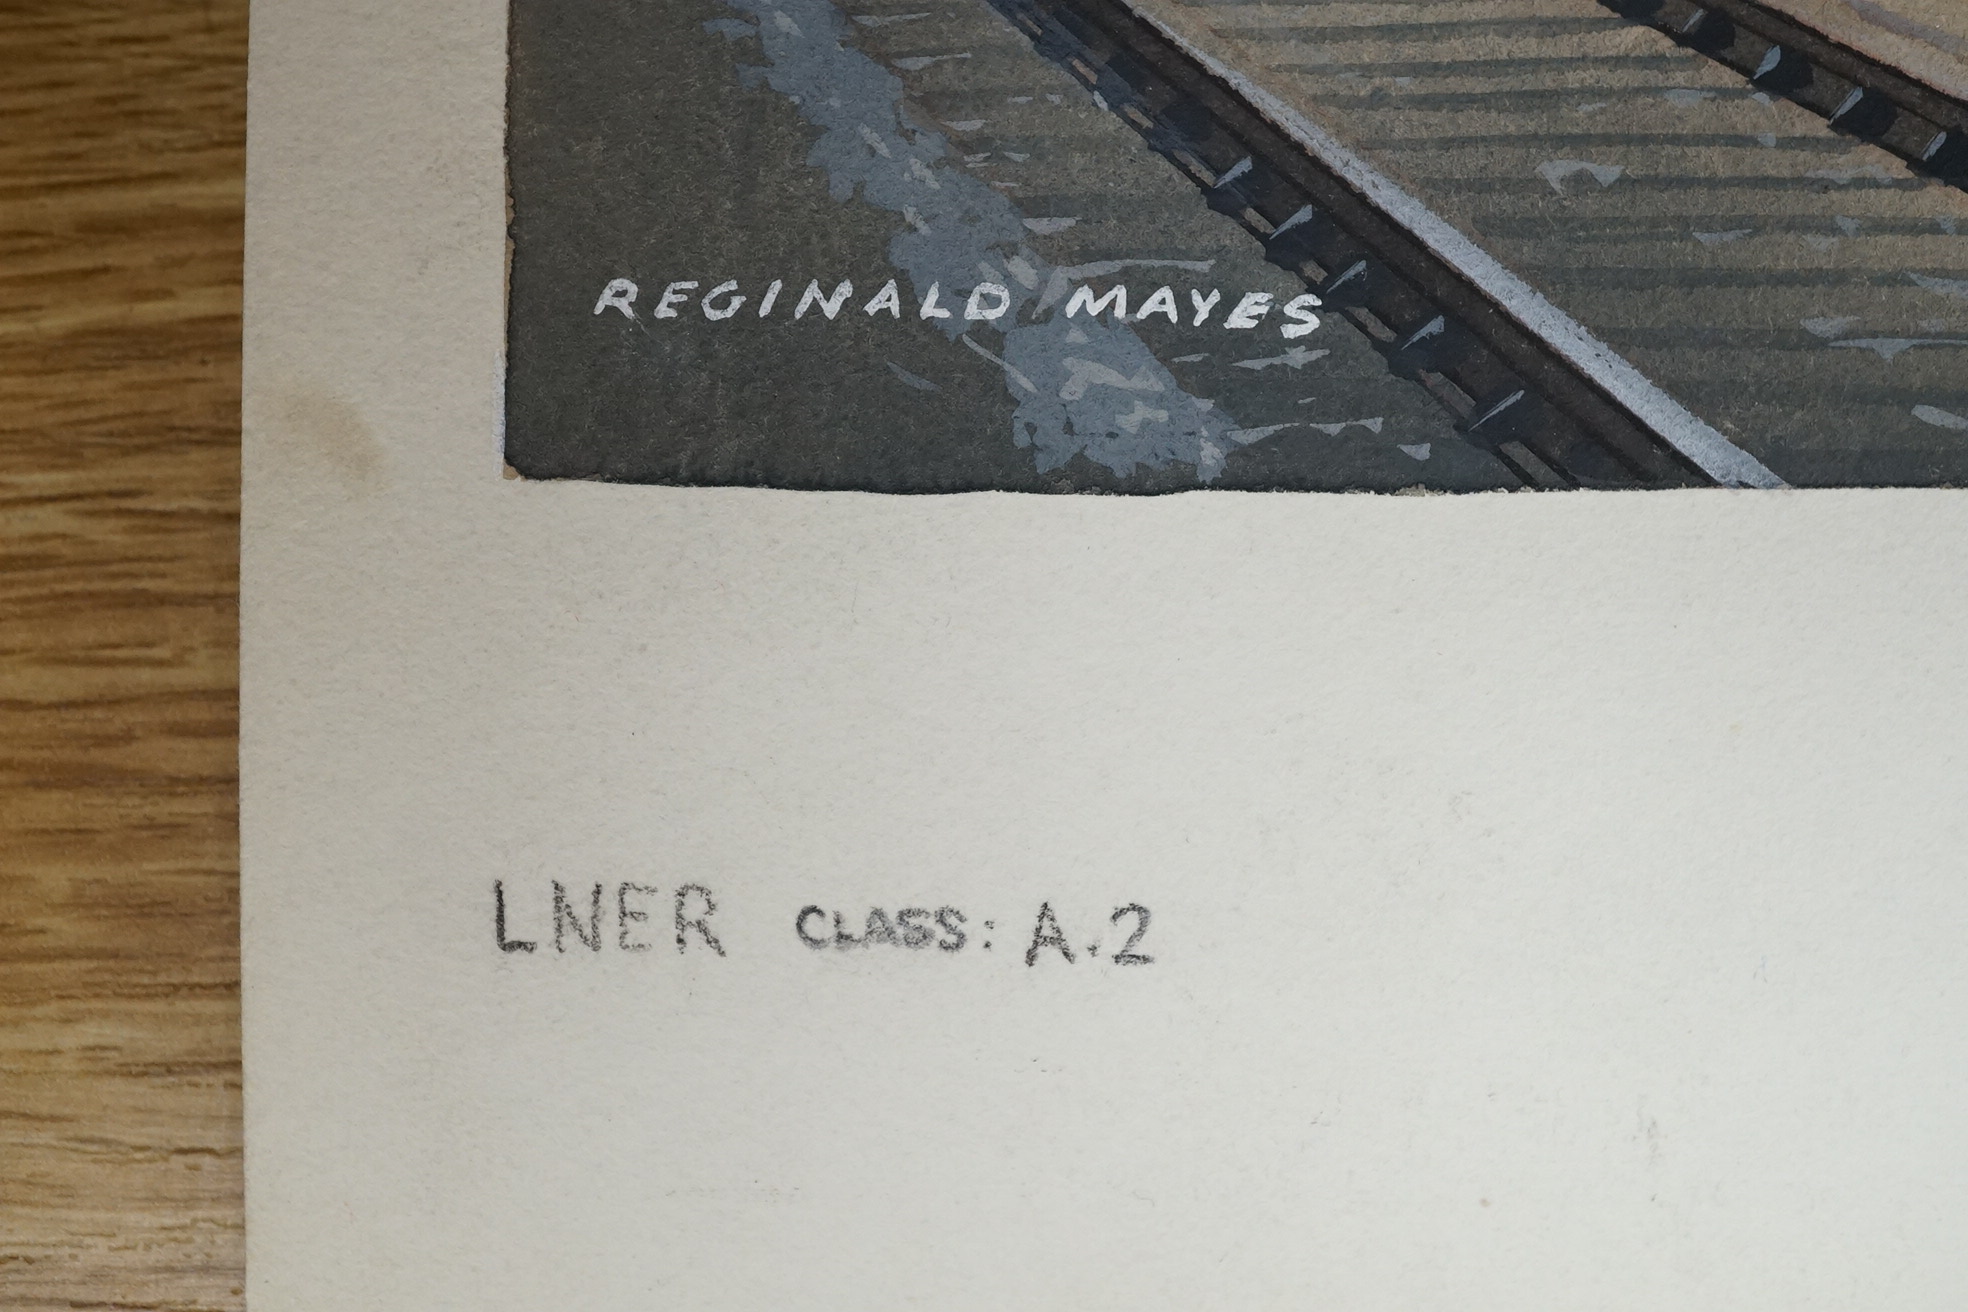 REGINALD MAYES
LNER CLASS: A.2